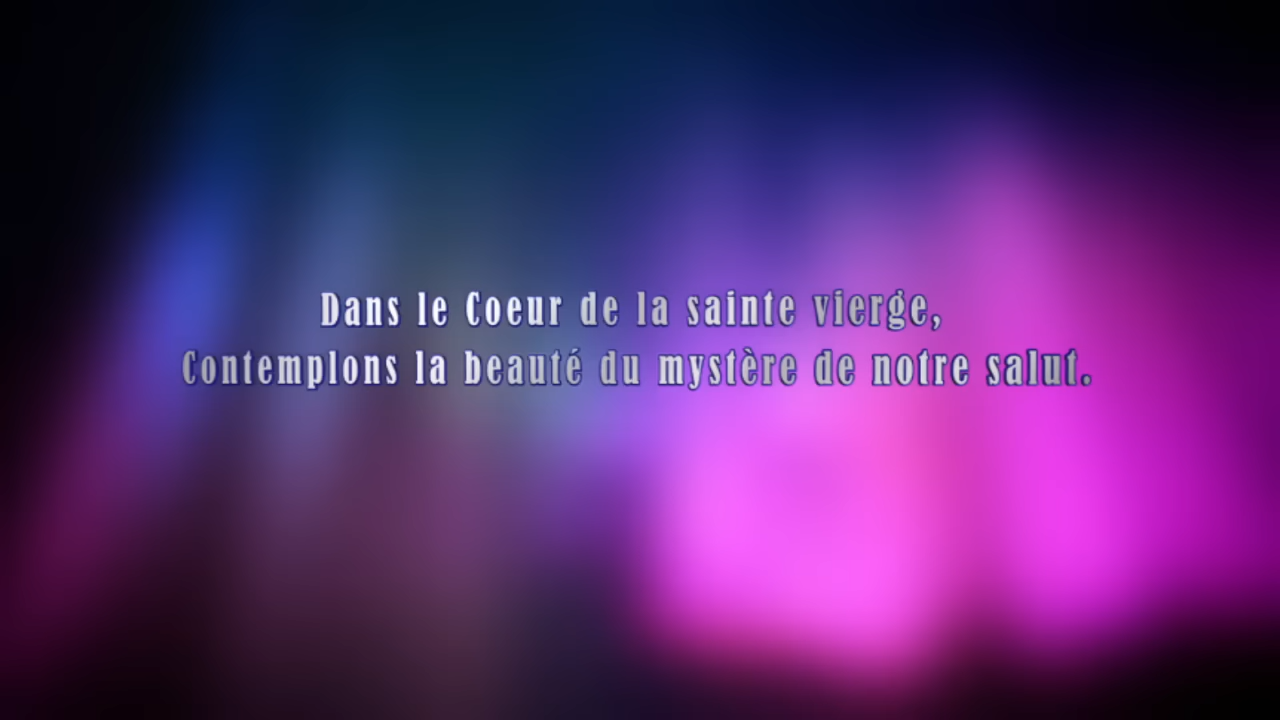 Dans le Coeur de la sainte vierge,
Contemplons la beauté du mystère de notre salut.